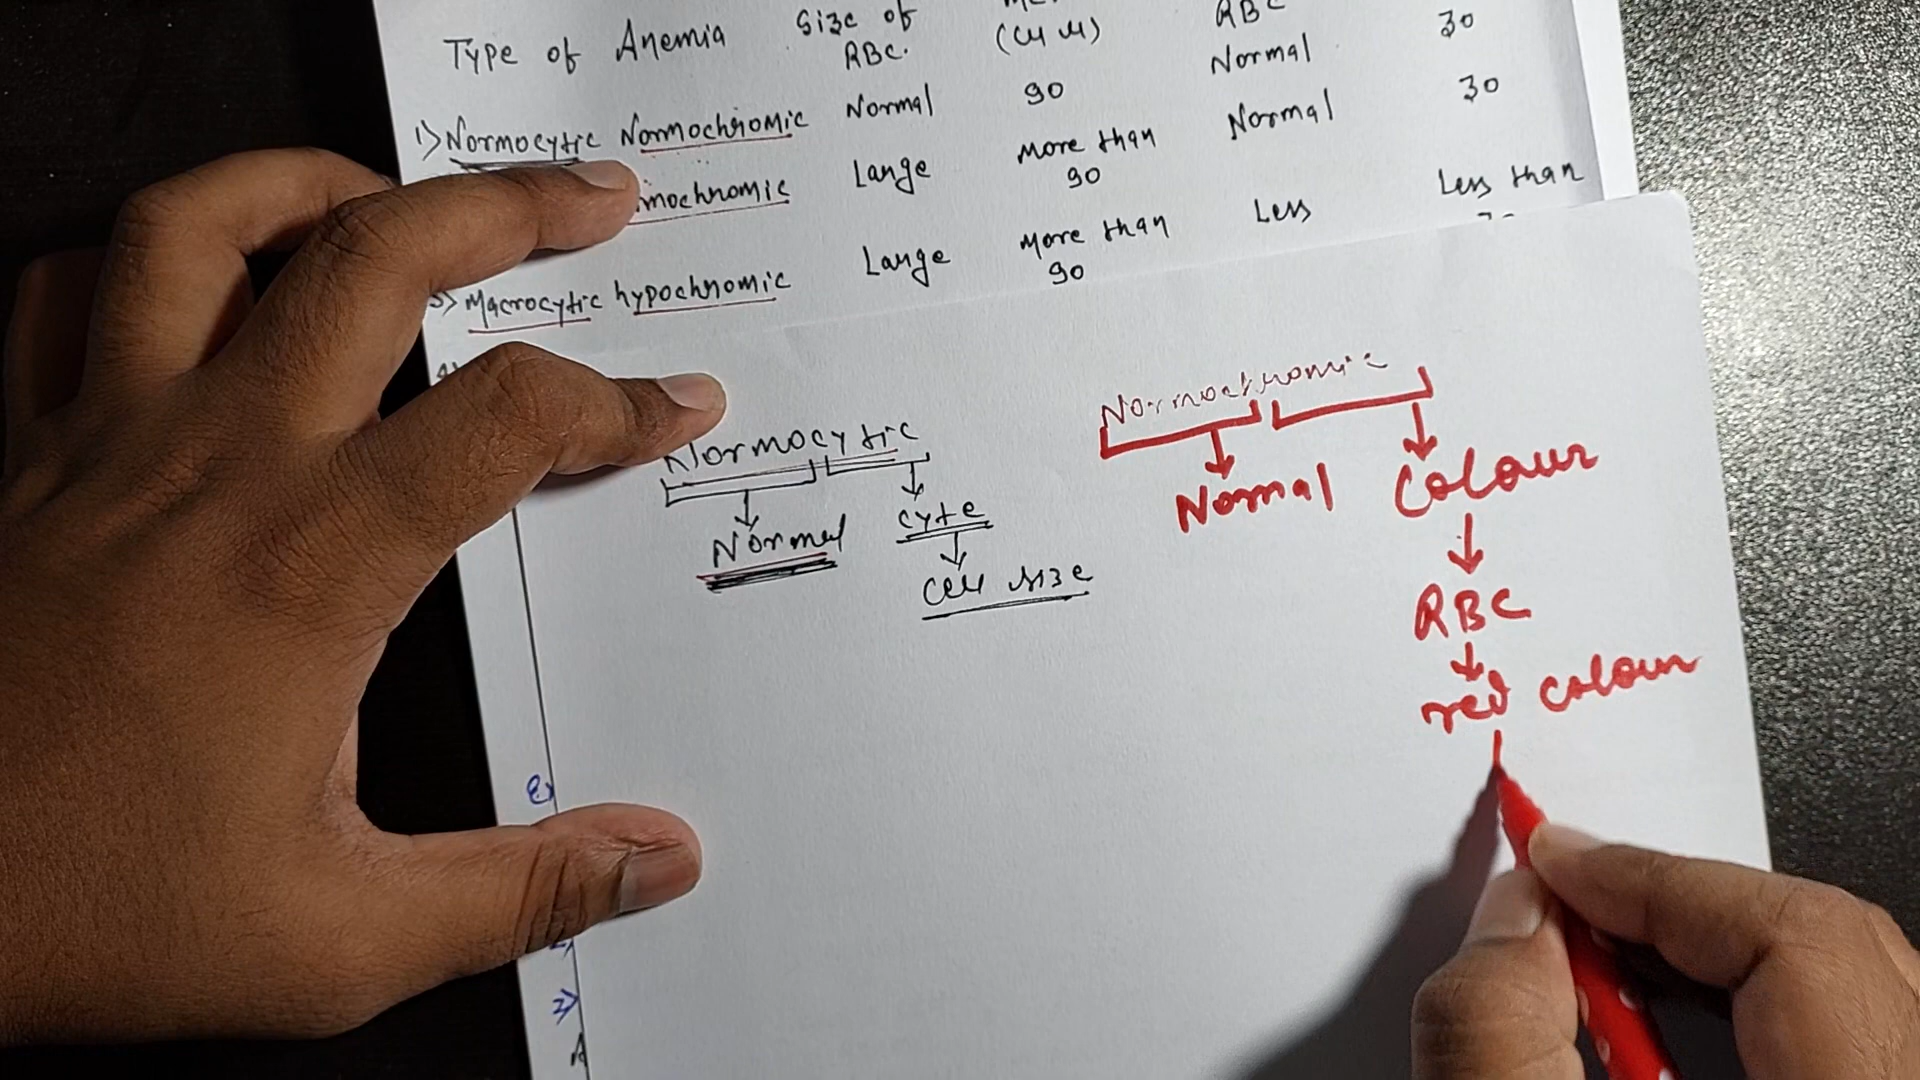 Type of Anemia Size of RBC. (cu u) RBC
1) Normocytic Normochromic Normal 90 Normal 30
mochromic Large More than 90 Normal 30
3) Macrocytic hypochromic Large More than 90 Less Less than
Normocytic
Normal cyte
cell size
Normochromic
Normal Colour
RBC
red colour
2)
A